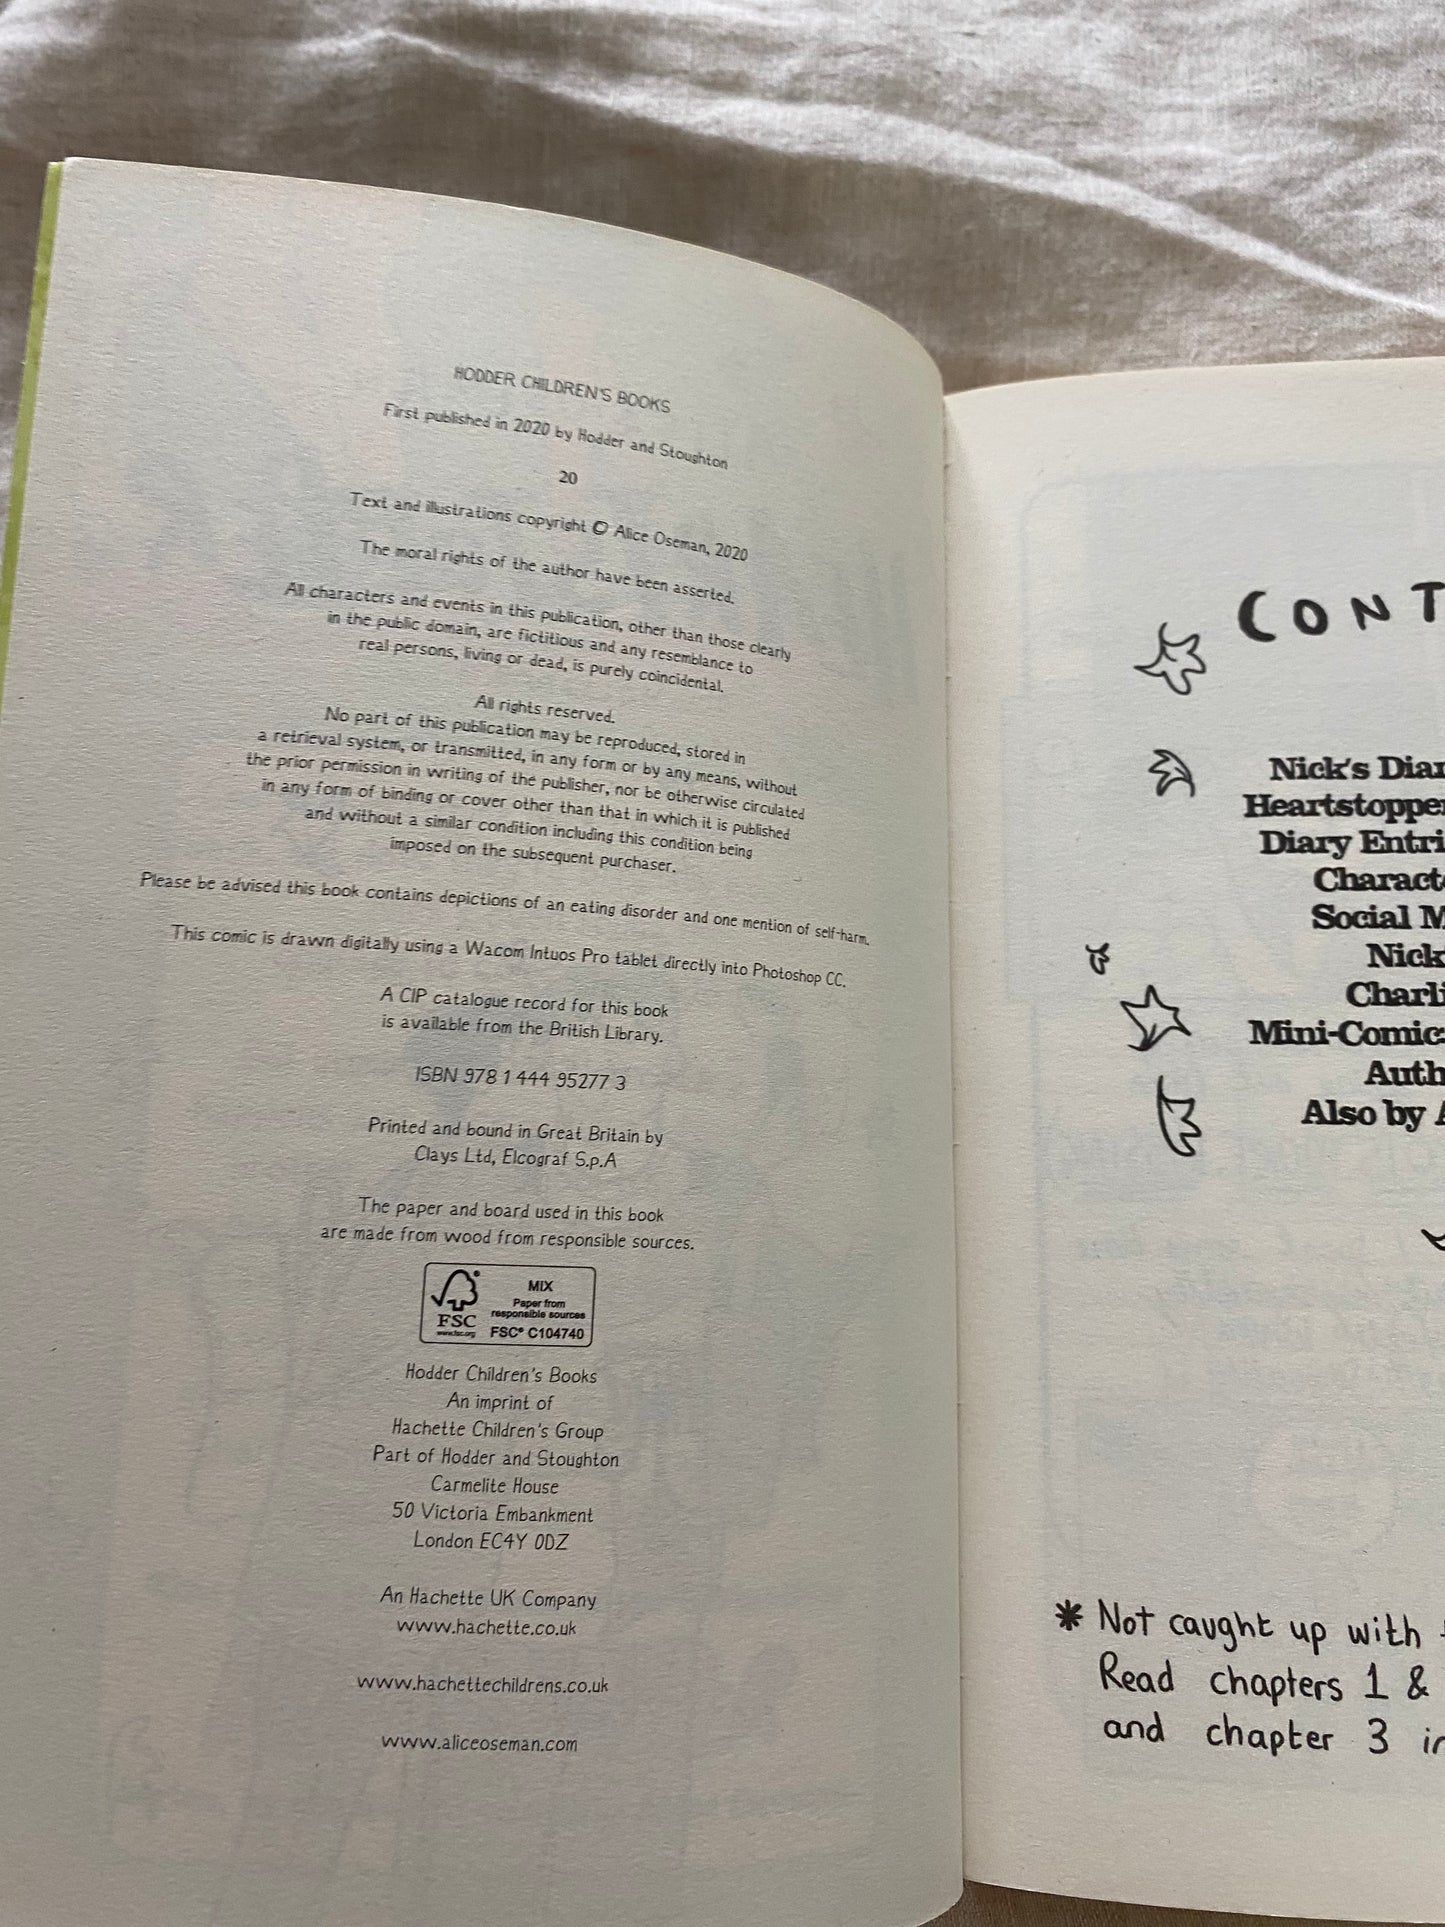 HODDER CHILDREN'S BOOKS
First published in 2020 by Hodder and Stoughton
20
Text and illustrations copyright © Alice Oseman, 2020
The moral rights of the author have been asserted.
All characters and events in this publication, other than those clearly
in the public domain, are fictitious and any resemblance to
real persons, living or dead, is purely coincidental.
All rights reserved.
No part of this publication may be reproduced, stored in
a retrieval system, or transmitted, in any form or by any means, without
the prior permission in writing of the publisher, nor be otherwise circulated
in any form of binding or cover other than that in which it is published
and without a similar condition including this condition being
imposed on the subsequent purchaser.
Please be advised this book contains depictions of an eating disorder and one mention of self-harm.
This comic is drawn digitally using a Wacom Intuos Pro tablet directly into Photoshop CC.
A CIP catalogue record for this book
is available from the British Library.
ISBN 978 1 444 95277 3
Printed and bound in Great Britain by
Clays Ltd, Elcograf S.p.A
The paper and board used in this book
are made from wood from responsible sources.
FSC®
www.fsc.org
MIX
Paper from
responsible sources
FSC® C104740
Hodder Children's Books
An imprint of
Hachette Children's Group
Part of Hodder and Stoughton
Carmelite House
50 Victoria Embankment
London EC4Y 0DZ
An Hachette UK Company
www.hachette.co.uk
www.hachettechildrens.co.uk
www.aliceoseman.com
CONT
Nick's Diar
Heartstopper
Diary Entri
Charact
Social M
Nick
Charli
Mini-Comic
Auth
Also by A
* Not caught up with
Read chapters 1 &
and chapter 3 in